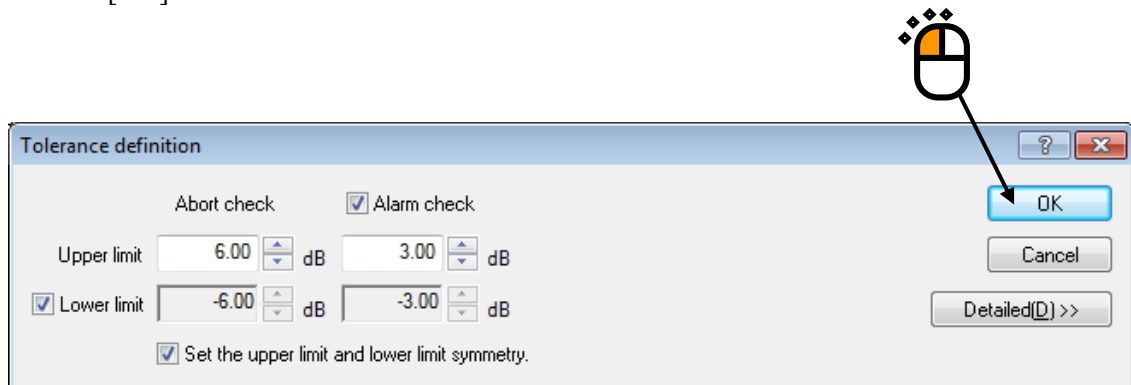 Tolerance definition
Abort check Alarm check OK
Upper limit 6.00 dB 3.00 dB Cancel
Lower limit -6.00 dB -3.00 dB Detailed(D) >>
Set the upper limit and lower limit symmetry.